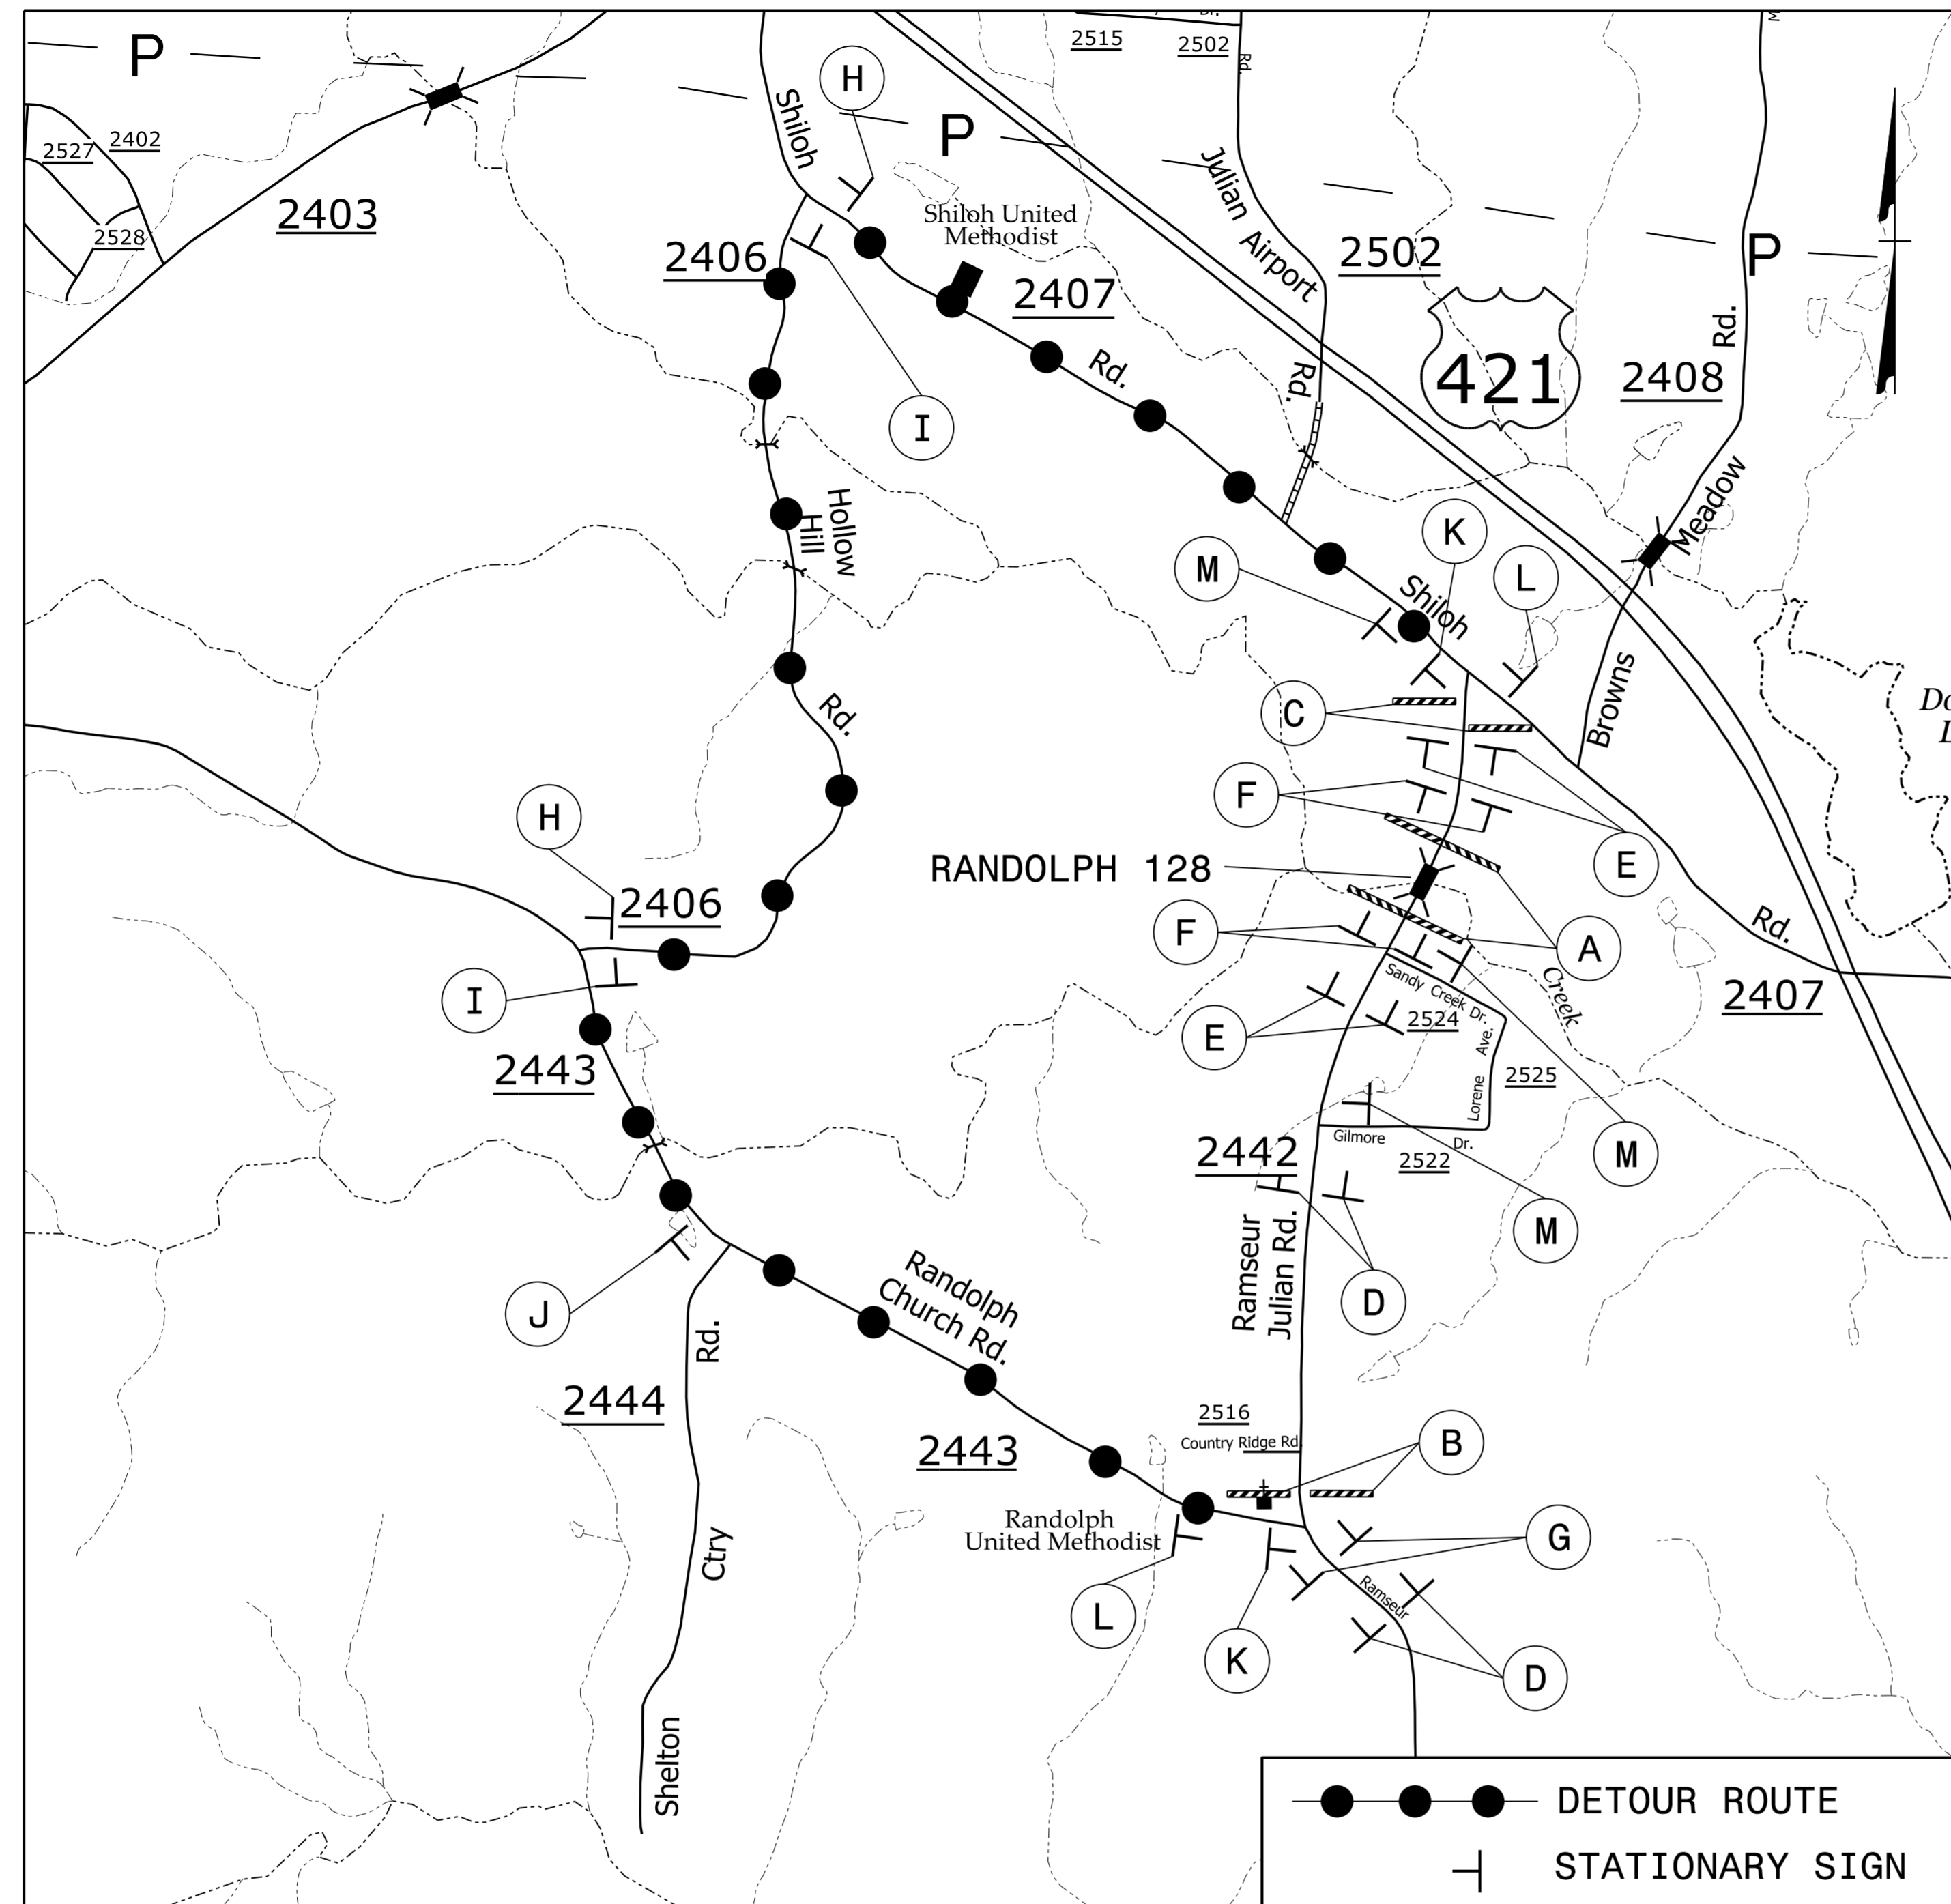 2515
2502
Dr.
Rd.
P
H
Shiloh
P
2527
2402
2403
2528
Julian
Airport
Shiloh United
Methodist
2406
2407
2502
P
Rd.
Rd.
421
2408
Rd.
I
Hollow
Hill
Meadow
K
M
L
Shiloh
Rd.
Browns
C
F
H
E
RANDOLPH 128
2406
F
A
Rd.
Creek
2407
Sandy Creek Dr.
2524
Ave.
I
E
2443
2525
Lorene
Gilmore
Dr.
2442
2522
M
M
Ramseur
Julian Rd.
J
Randolph
Church Rd.
D
Rd.
2444
2516
Country Ridge Rd
2443
B
Randolph
United Methodist
G
Ctry
Ramseur
L
K
D
Shelton
DETOUR ROUTE
STATIONARY SIGN